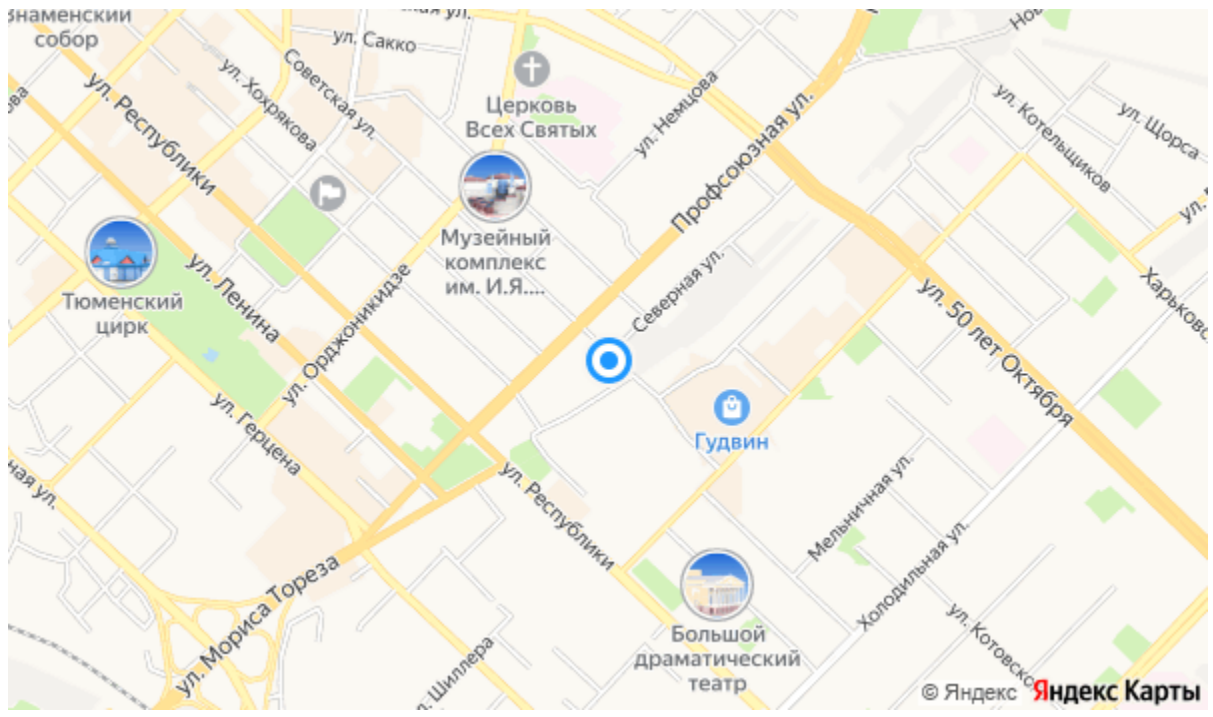 Знаменский
собор
ул. Сакко
ул. Хохрякова
Советская ул.
ул. Республики
Церковь
Всех Святых
ул. Немцова
Профсоюзная ул.
ул. Котельщиков
ул. Щорса
Музейный
комплекс
им. И.Я....
Северная ул.
Тюменский
цирк
ул. Ленина
ул. Орджоникидзе
ул. 50 лет Октября
Харьковс
ул. Герцена
Гудвин
ул. Республики
Мельничная ул.
Холодильная ул.
ул. Мориса Тореза
Большой
драматический
театр
ул. Шиллера
ул. Котовско
© Яндекс Яндекс Карты